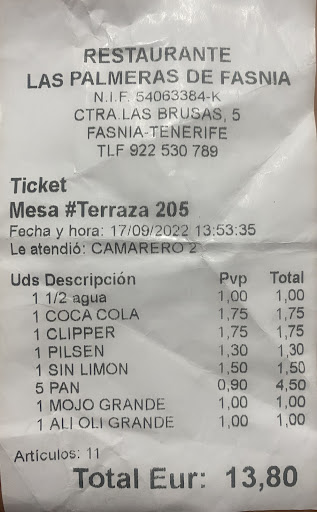 RESTAURANTE
LAS PALMERAS DE FASNIA
N.I.F. 54063384-K
CTRA.LAS BRUSAS, 5
FASNIA-TENERIFE
TLF 922 530 789
Ticket
Mesa #Terraza 205
Fecha y hora: 17/09/2022 13:53:35
Le atendió: CAMARERO 2
Uds Descripción Pvp Total
1 1/2 agua 1,00 1,00
1 COCA COLA 1,75 1,75
1 CLIPPER 1,75 1,75
1 PILSEN 1,30 1,30
1 SIN LIMON 1,50 1,50
5 PAN 0,90 4,50
1 MOJO GRANDE 1,00 1,00
1 ALI OLI GRANDE 1,00 1,00
Artículos: 11
Total Eur: 13,80